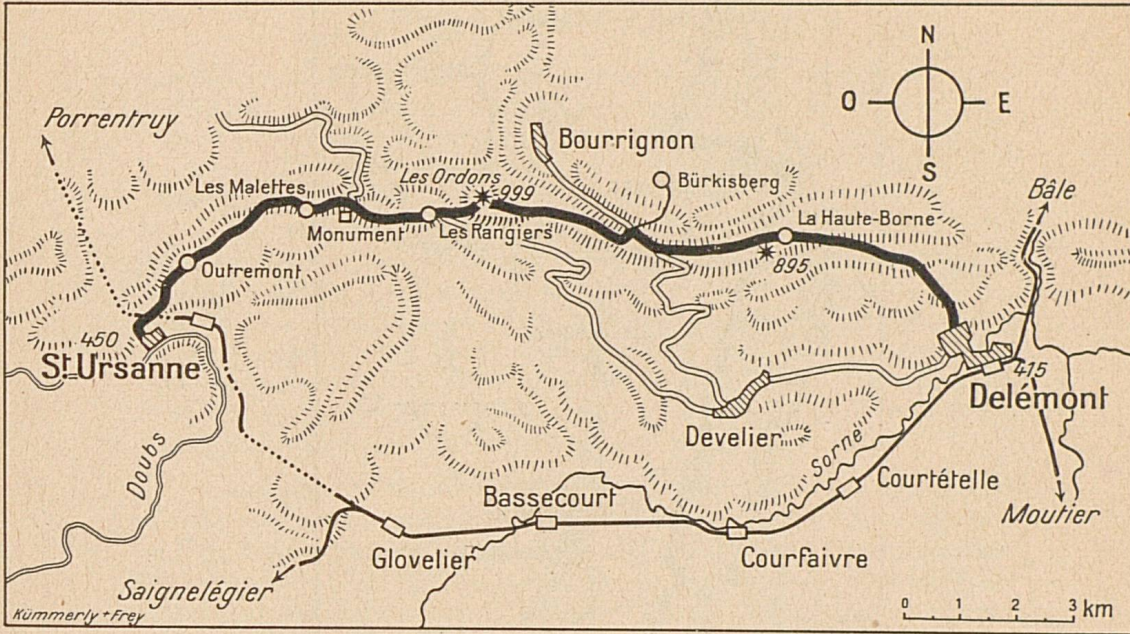 N
O
E
S
Porrentruy
Bourrignon
Les Malettes
Les Ordons
999
Bürkisberg
Bâle
Monument
Les Rangiers
La Haute-Borne
Outremont
895
450
St. Ursanne
415
Delémont
Develier
Doubs
Sorne
Courtételle
Bassecourt
Moutier
Glovelier
Courfaivre
Saignelégier
Kümmerly + Frey
0 1 2 3 km